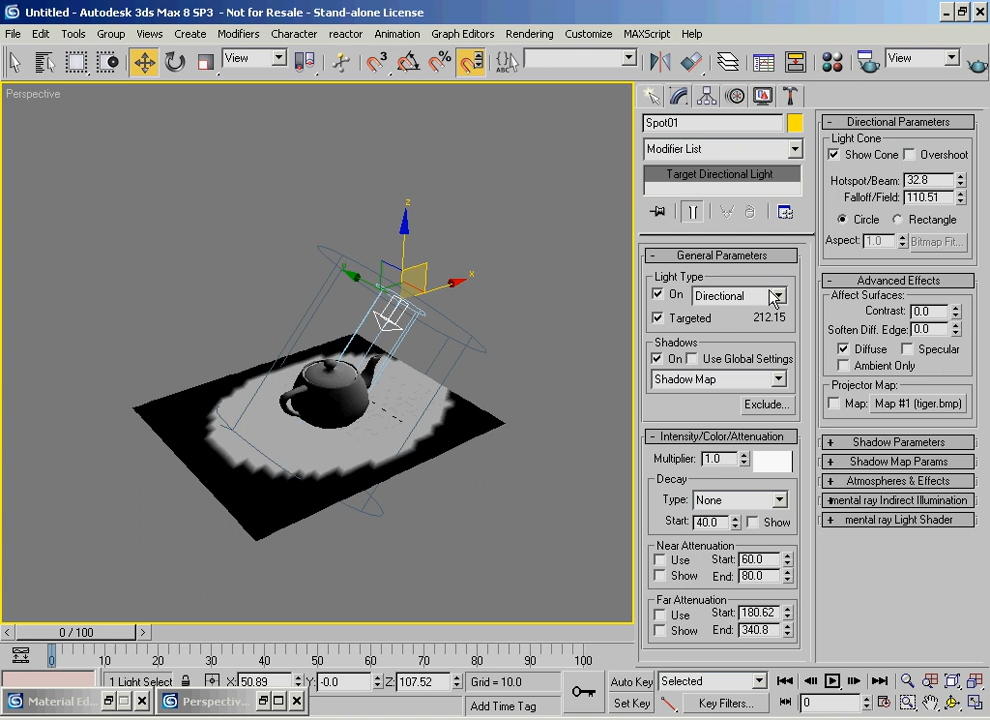 Untitled - Autodesk 3ds Max 8 SP3 - Not for Resale - Stand-alone License
File Edit Tools Group Views Create Modifiers Character reactor Animation Graph Editors Rendering Customize MAXScript Help
View
3
%
ABC
View
Perspective
z
y
x
Spot01
Modifier List
Target Directional Light
- General Parameters
Light Type
On Directional
Targeted 212.15
Shadows
On Use Global Settings
Shadow Map
Exclude...
- Intensity/Color/Attenuation
Multiplier: 1.0
Decay
Type: None
Start: 40.0 Show
Near Attenuation
Use Start: 60.0
Show End: 80.0
Far Attenuation
Use Start: 180.62
Show End: 340.8
- Directional Parameters
Light Cone
Show Cone Overshoot
Hotspot/Beam: 32.8
Falloff/Field: 110.51
Circle Rectangle
Aspect: 1.0 Bitmap Fit...
- Advanced Effects
Affect Surfaces:
Contrast: 0.0
Soften Diff. Edge: 0.0
Diffuse Specular
Ambient Only
Projector Map:
Map: Map #1 (tiger.bmp)
+ Shadow Parameters
+ Shadow Map Params
+ Atmospheres & Effects
+ mental ray Indirect Illumination
+ mental ray Light Shader
< 0 / 100 >
0 10 20 30 40 50 60 70 80 90 100
1 Light Select X: 50.89 Y: -0.0 Z: 107.52 Grid = 10.0
Auto Key Selected
Add Time Tag
Set Key Key Filters... 0
Material Ed... Perspectiv...